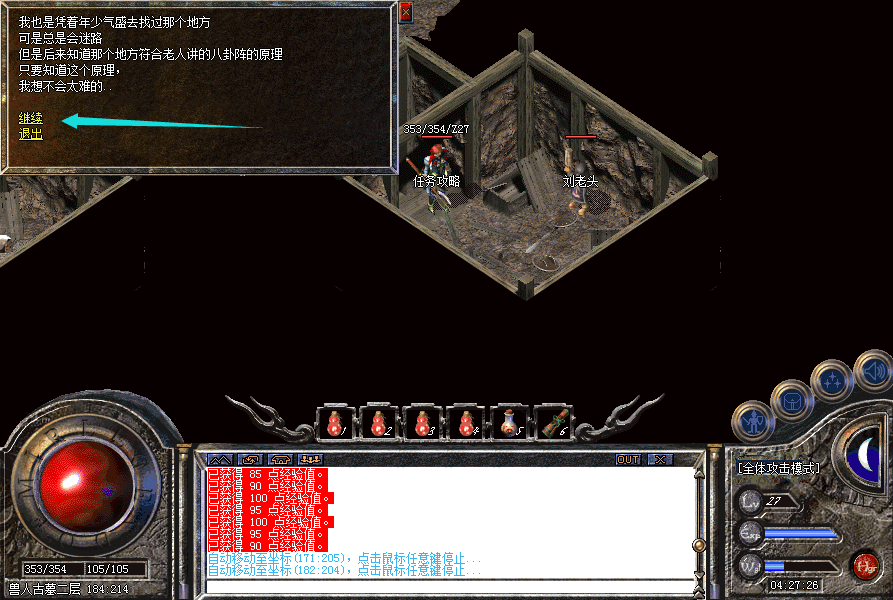 我也是凭着年少气盛去找过那个地方
可是总是会迷路
但是后来知道那个地方符合老人讲的八卦阵的原理
只要知道这个原理，
我想不会太难的..
继续
退出
353/354/Z27
任务攻略
刘老头
1 2 3 4 5 6
OUT
已获得 85 点经验值。
已获得 90 点经验值。
已获得 100 点经验值。
已获得 95 点经验值。
已获得 100 点经验值。
已获得 95 点经验值。
已获得 90 点经验值。
自动移动至坐标(171:205)，点击鼠标任意键停止...
自动移动至坐标(182:204)，点击鼠标任意键停止...
353/354 105/105
兽人古墓二层 184:214
[全体攻击模式]
Lv 27
Exp
W
Hgr
04:27:26